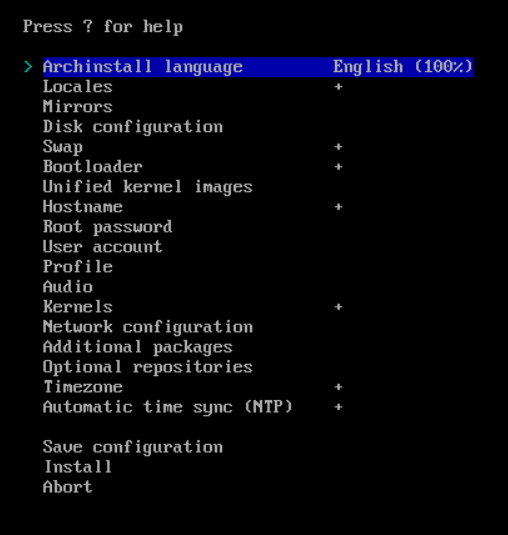 Press ? for help
> Archinstall language English (100%)
Locales +
Mirrors
Disk configuration
Swap +
Bootloader +
Unified kernel images
Hostname +
Root password
User account
Profile
Audio
Kernels +
Network configuration
Additional packages
Optional repositories
Timezone +
Automatic time sync (NTP) +
Save configuration
Install
Abort